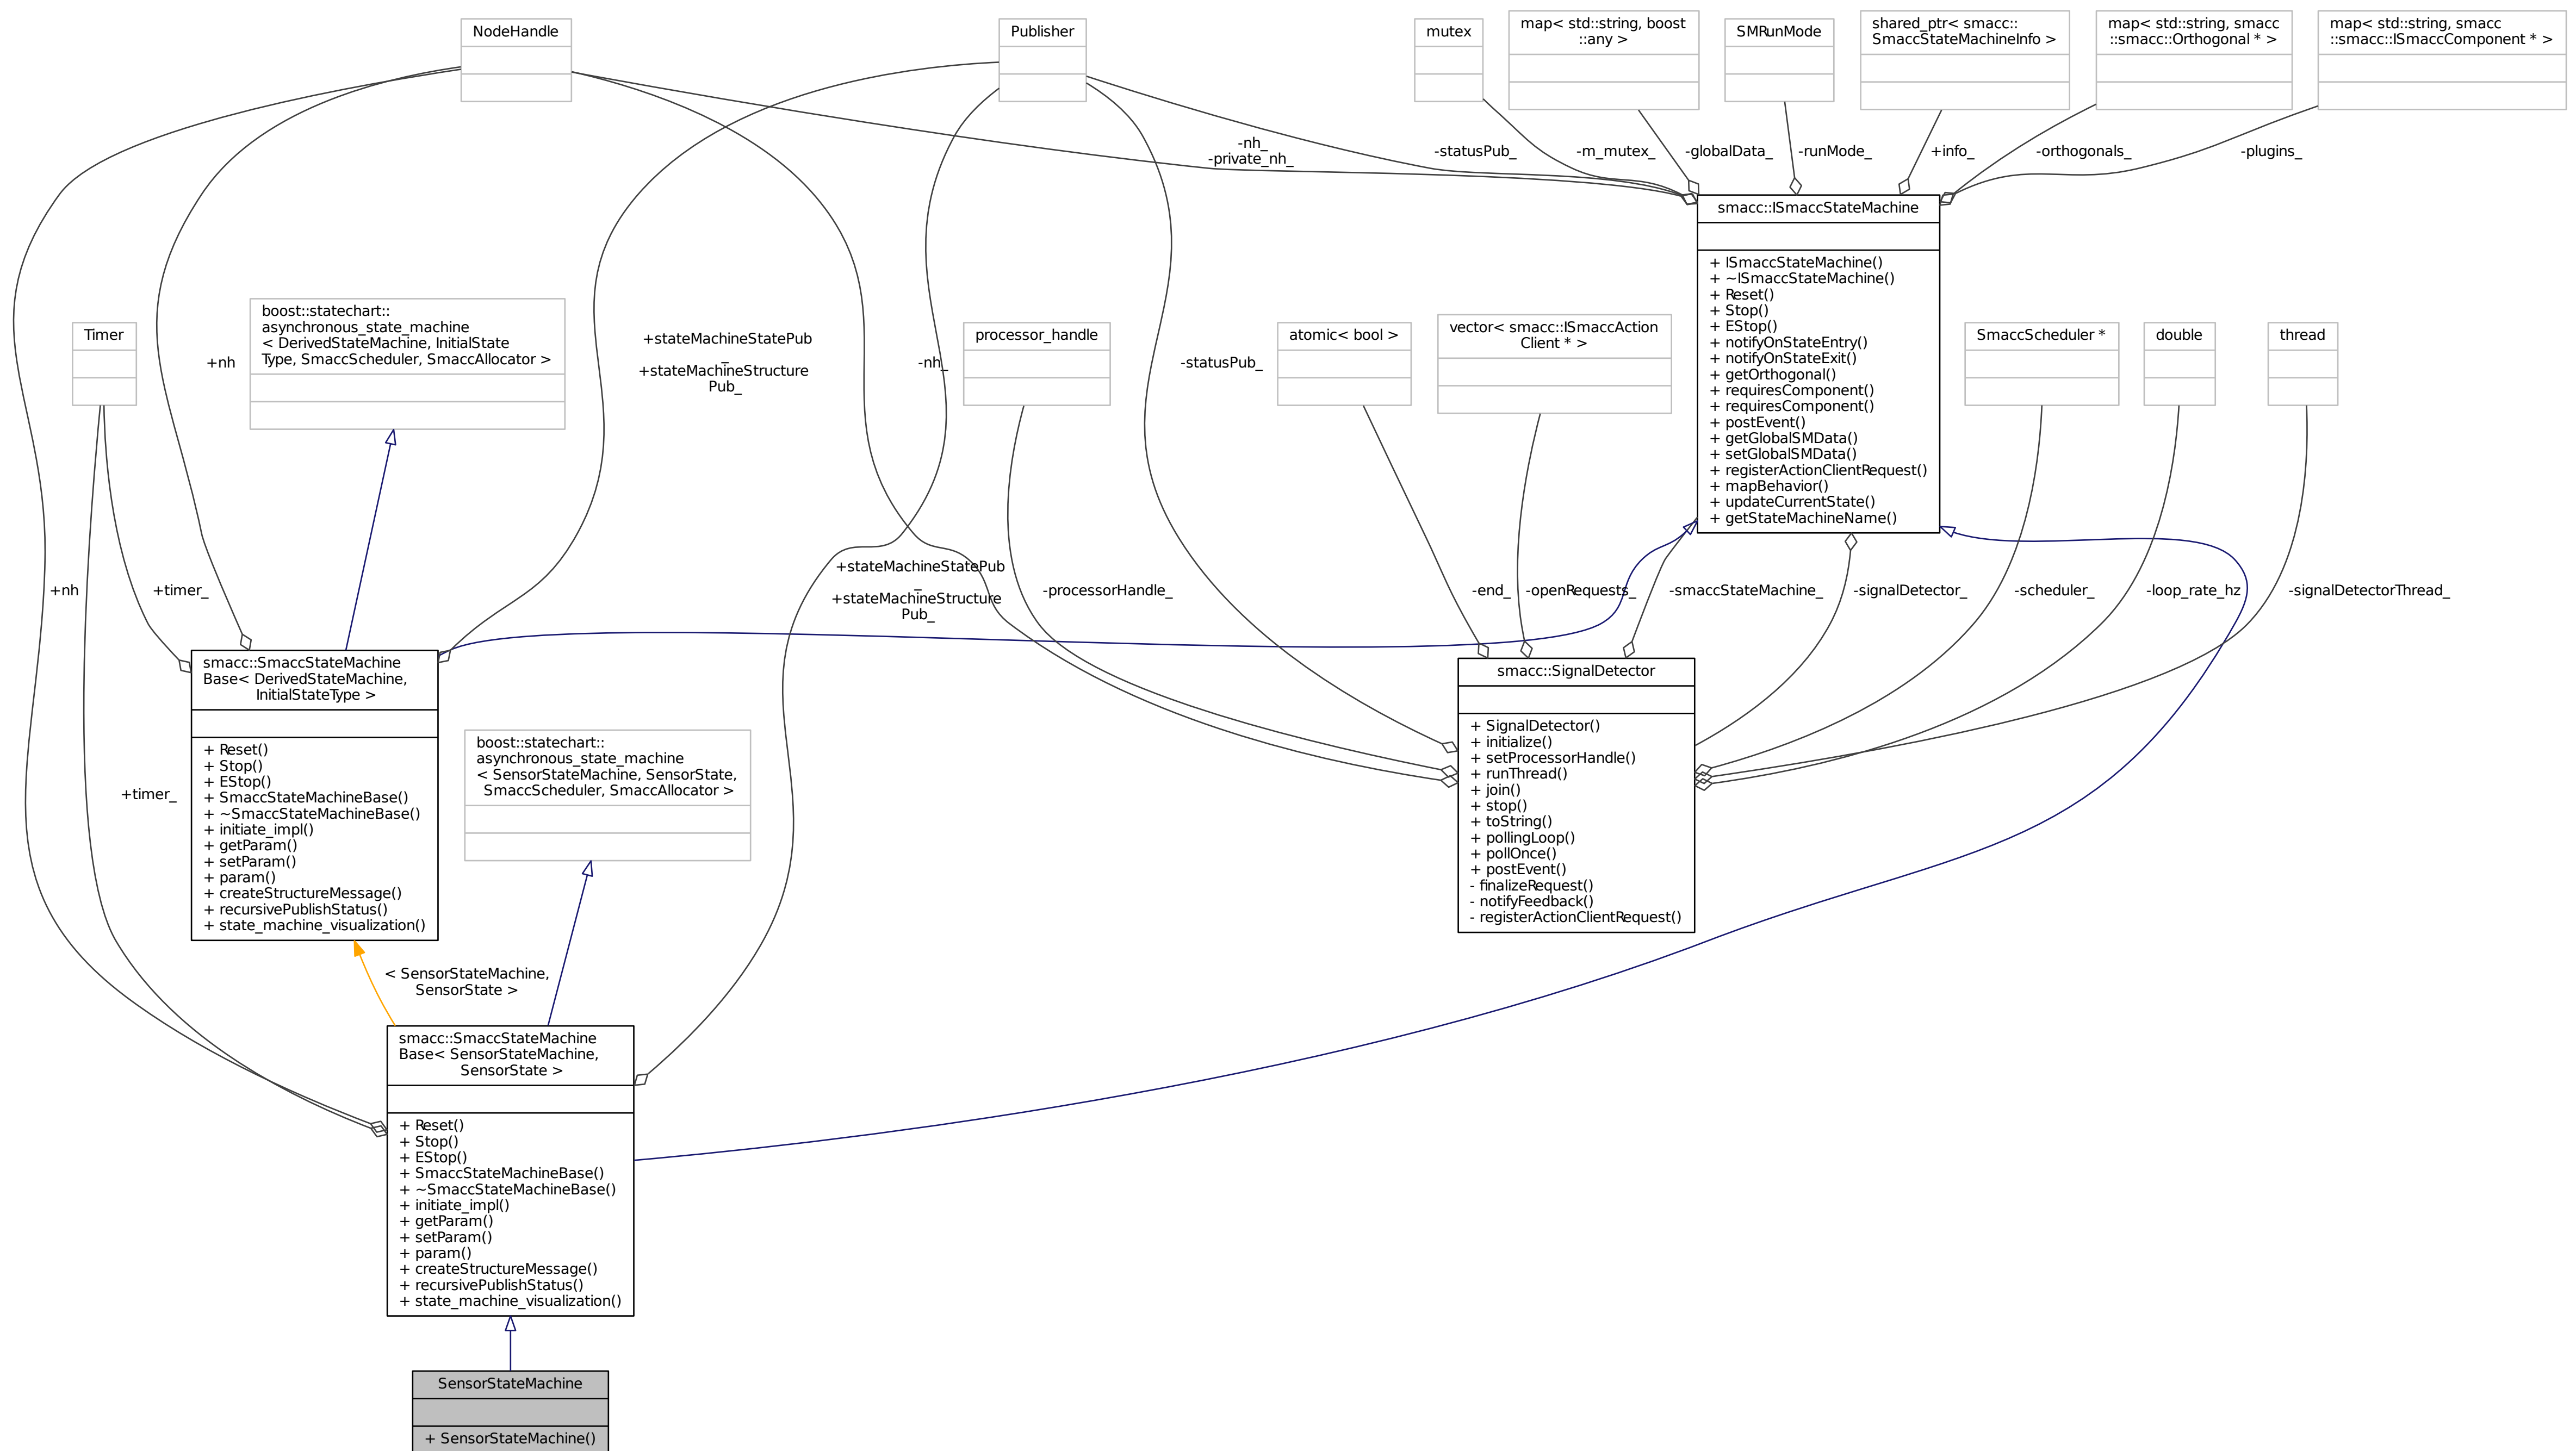 NodeHandle
Publisher
mutex
map< std::string, boost
::any >
SMRunMode
shared_ptr< smacc::
SmaccStateMachineInfo >
map< std::string, smacc
::smacc::Orthogonal * >
map< std::string, smacc
::smacc::ISmaccComponent * >
-nh_
-private_nh_
-statusPub_
-m_mutex_
-globalData_
-runMode_
+info_
-orthogonals_
-plugins_
smacc::ISmaccStateMachine
+ ISmaccStateMachine()
+ ~ISmaccStateMachine()
+ Reset()
+ Stop()
+ EStop()
+ notifyOnStateEntry()
+ notifyOnStateExit()
+ getOrthogonal()
+ requiresComponent()
+ requiresComponent()
+ postEvent()
+ getGlobalSMData()
+ setGlobalSMData()
+ registerActionClientRequest()
+ mapBehavior()
+ updateCurrentState()
+ getStateMachineName()
Timer
boost::statechart::
asynchronous_state_machine
< DerivedStateMachine, InitialState
Type, SmaccScheduler, SmaccAllocator >
+nh
+stateMachineStatePub
_
+stateMachineStructure
Pub_
-nh_
processor_handle
-statusPub_
atomic< bool >
vector< smacc::ISmaccAction
Client * >
SmaccScheduler *
double
thread
+nh
+timer_
+stateMachineStatePub
_
+stateMachineStructure
Pub_
-processorHandle_
-end_
-openRequests_
-smaccStateMachine_
-signalDetector_
-scheduler_
-loop_rate_hz
-signalDetectorThread_
smacc::SmaccStateMachine
Base< DerivedStateMachine,
InitialStateType >
+ Reset()
+ Stop()
+ EStop()
+ SmaccStateMachineBase()
+ ~SmaccStateMachineBase()
+ initiate_impl()
+ getParam()
+ setParam()
+ param()
+ createStructureMessage()
+ recursivePublishStatus()
+ state_machine_visualization()
+timer_
boost::statechart::
asynchronous_state_machine
< SensorStateMachine, SensorState,
SmaccScheduler, SmaccAllocator >
smacc::SignalDetector
+ SignalDetector()
+ initialize()
+ setProcessorHandle()
+ runThread()
+ join()
+ stop()
+ toString()
+ pollingLoop()
+ pollOnce()
+ postEvent()
- finalizeRequest()
- notifyFeedback()
- registerActionClientRequest()
< SensorStateMachine,
SensorState >
smacc::SmaccStateMachine
Base< SensorStateMachine,
SensorState >
+ Reset()
+ Stop()
+ EStop()
+ SmaccStateMachineBase()
+ ~SmaccStateMachineBase()
+ initiate_impl()
+ getParam()
+ setParam()
+ param()
+ createStructureMessage()
+ recursivePublishStatus()
+ state_machine_visualization()
SensorStateMachine
+ SensorStateMachine()